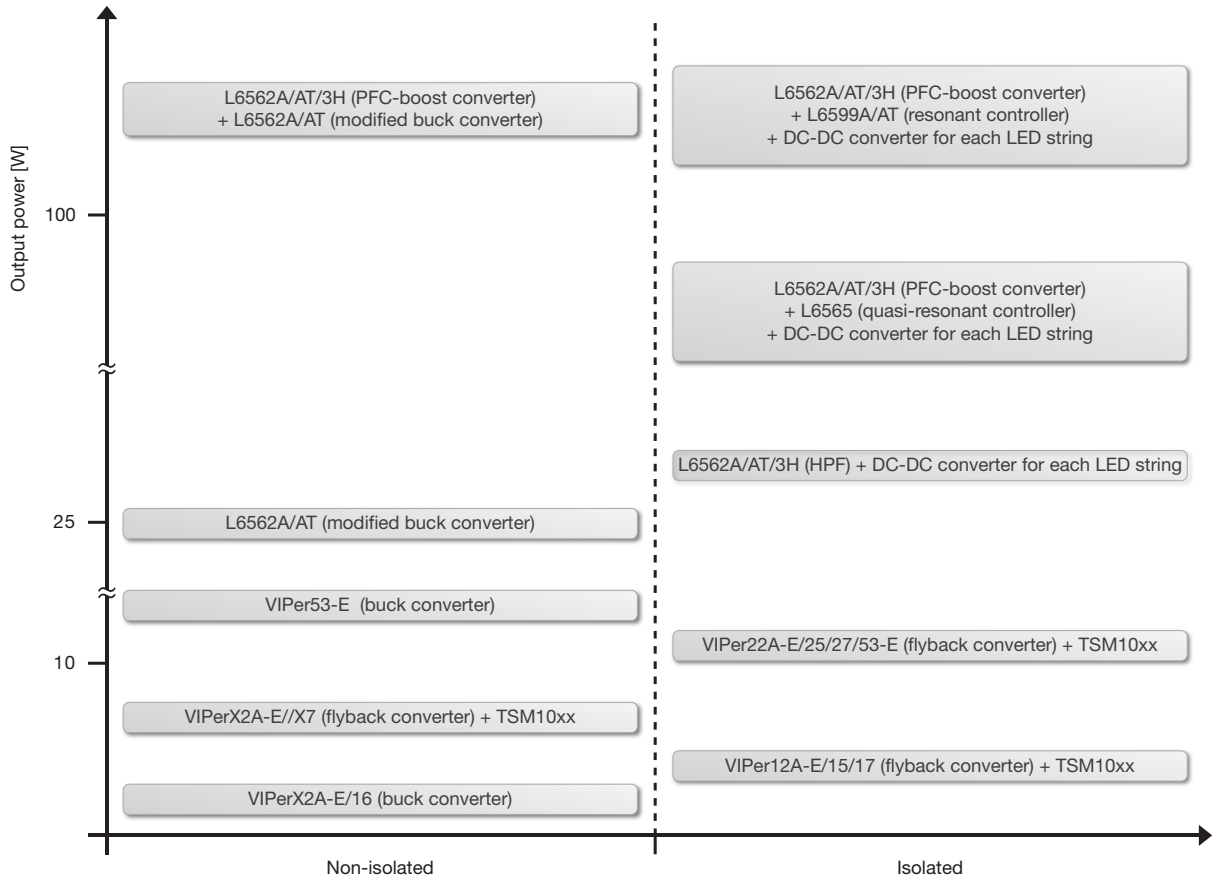 Output power [W]
L6562A/AT/3H (PFC-boost converter)
+ L6562A/AT (modified buck converter)
L6562A/AT/3H (PFC-boost converter)
+ L6599A/AT (resonant controller)
+ DC-DC converter for each LED string
100
L6562A/AT/3H (PFC-boost converter)
+ L6565 (quasi-resonant controller)
+ DC-DC converter for each LED string
L6562A/AT/3H (HPF) + DC-DC converter for each LED string
25
L6562A/AT (modified buck converter)
VIPer53-E (buck converter)
VIPer22A-E/25/27/53-E (flyback converter) + TSM10xx
10
VIPerX2A-E//X7 (flyback converter) + TSM10xx
VIPer12A-E/15/17 (flyback converter) + TSM10xx
VIPerX2A-E/16 (buck converter)
Non-isolated
Isolated